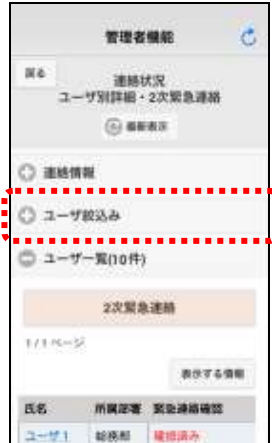 管理者機能
戻る
連絡状況
ユーザ別詳細・2次緊急連絡
最新表示
連絡情報
ユーザ絞込み
ユーザ一覧(10件)
2次緊急連絡
1/1ページ
表示する情報
氏名 所属部署 緊急連絡確認
ユーザ1 総務部 確認済み